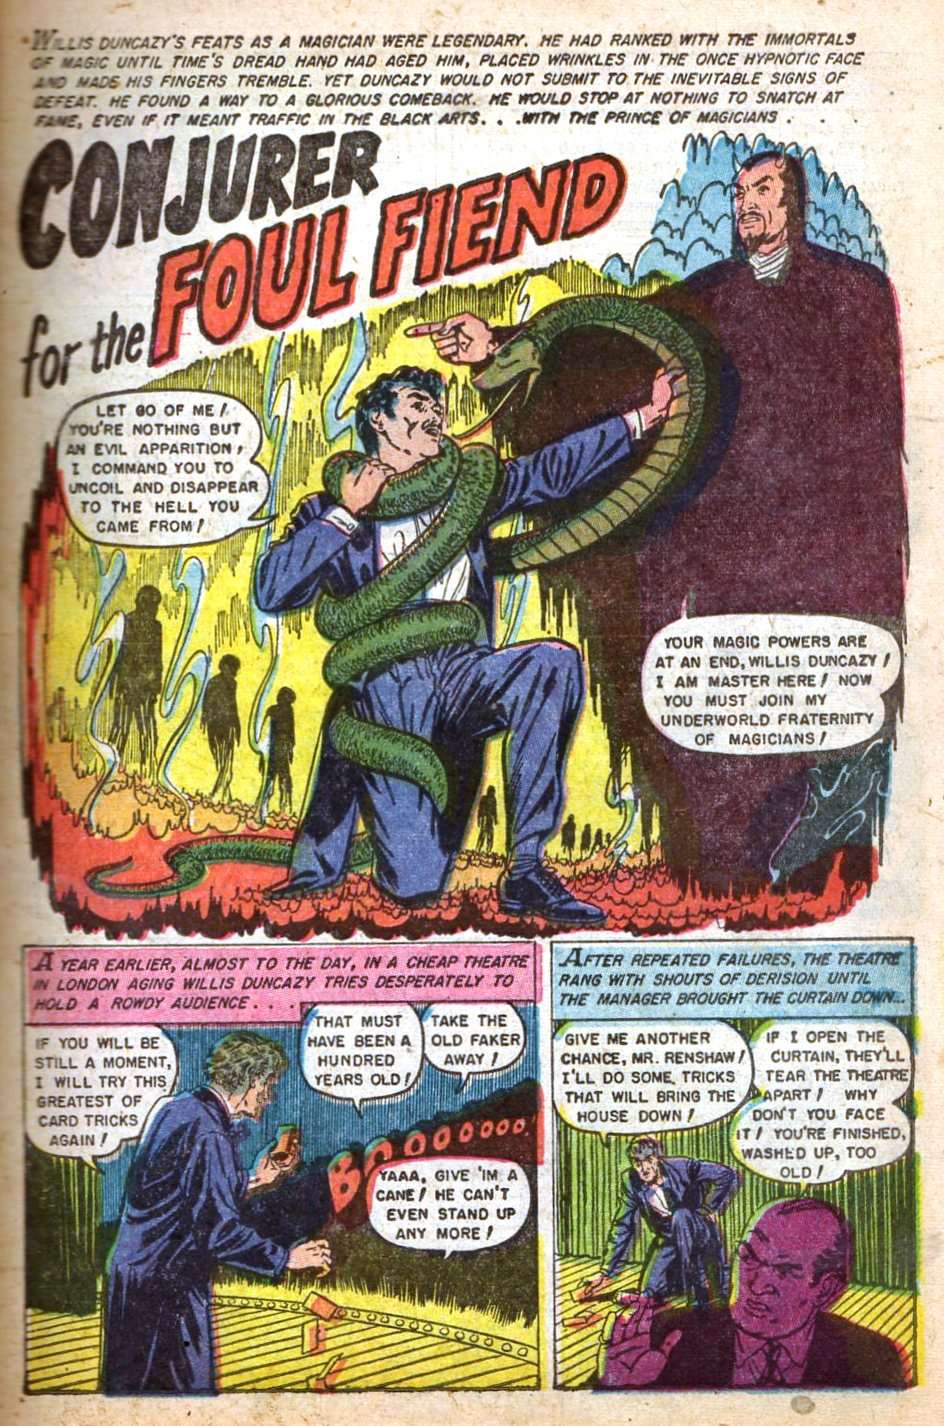 WILLIS DUNCAZY'S FEATS AS A MAGICIAN WERE LEGENDARY. HE HAD RANKED WITH THE IMMORTALS
OF MAGIC UNTIL TIME'S DREAD HAND HAD AGED HIM, PLACED WRINKLES IN THE ONCE HYPNOTIC FACE
AND MADE HIS FINGERS TREMBLE. YET DUNCAZY WOULD NOT SUBMIT TO THE INEVITABLE SIGNS OF
DEFEAT. HE FOUND A WAY TO A GLORIOUS COMEBACK. HE WOULD STOP AT NOTHING TO SNATCH AT
FAME, EVEN IF IT MEANT TRAFFIC IN THE BLACK ARTS. . .WITH THE PRINCE OF MAGICIANS . . .
CONJURER
for the FOUL FIEND
LET GO OF ME!
YOU'RE NOTHING BUT
AN EVIL APPARITION,
I COMMAND YOU TO
UNCOIL AND DISAPPEAR
TO THE HELL YOU
CAME FROM!
YOUR MAGIC POWERS ARE
AT AN END, WILLIS DUNCAZY!
I AM MASTER HERE! NOW
YOU MUST JOIN MY
UNDERWORLD FRATERNITY
OF MAGICIANS!
A YEAR EARLIER, ALMOST TO THE DAY, IN A CHEAP THEATRE
IN LONDON AGING WILLIS DUNCAZY TRIES DESPERATELY TO
HOLD A ROWDY AUDIENCE . . . .
IF YOU WILL BE
STILL A MOMENT,
I WILL TRY THIS
GREATEST OF
CARD TRICKS
AGAIN!
THAT MUST
HAVE BEEN A
HUNDRED
YEARS OLD!
TAKE THE
OLD FAKER
AWAY!
BOOOOOOOO
YAAA, GIVE 'IM A
CANE! HE CAN'T
EVEN STAND UP
ANY MORE!
AFTER REPEATED FAILURES, THE THEATRE
RANG WITH SHOUTS OF DERISION UNTIL
THE MANAGER BROUGHT THE CURTAIN DOWN...
GIVE ME ANOTHER
CHANCE, MR. RENSHAW!
I'LL DO SOME TRICKS
THAT WILL BRING THE
HOUSE DOWN!
IF I OPEN THE
CURTAIN, THEY'LL
TEAR THE THEATRE
APART! WHY
DON'T YOU FACE
IT! YOU'RE FINISHED,
WASHED UP, TOO
OLD!